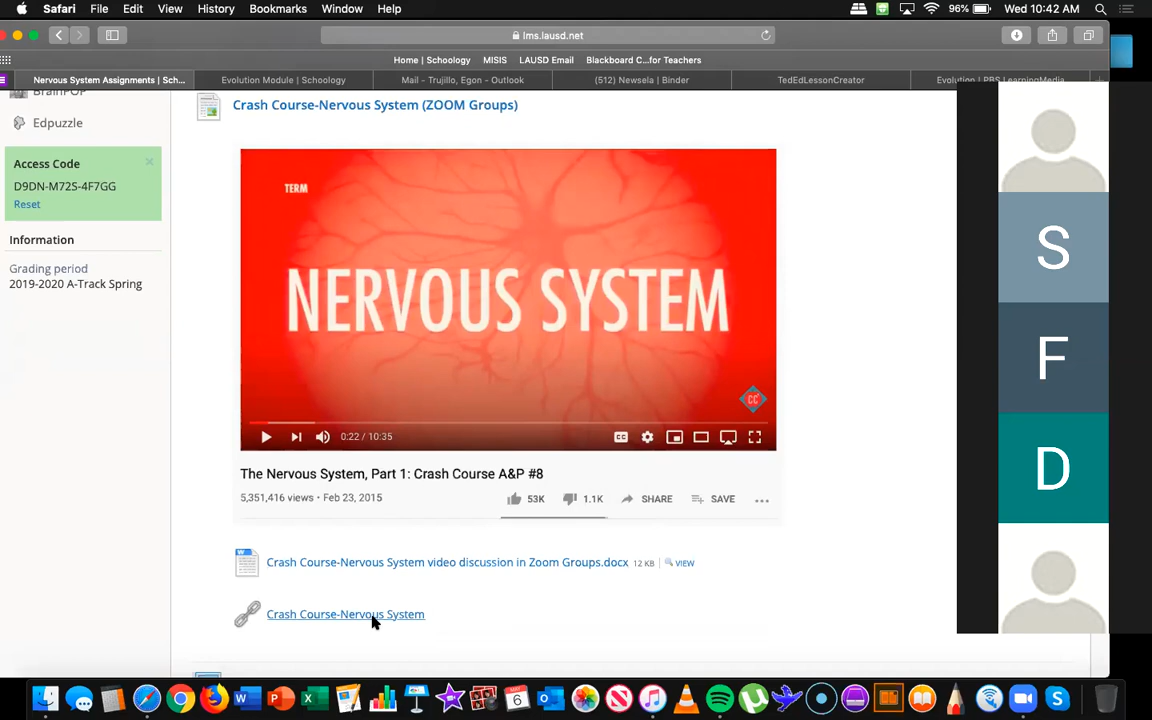 Safari File Edit View History Bookmarks Window Help 96% Wed 10:42 AM
lms.lausd.net
Home | Schoology MISIS LAUSD Email Blackboard C...for Teachers
Nervous System Assignments | Sch... Evolution Module | Schoology Mail - Trujillo, Egon - Outlook (512) Newsela | Binder TedEdLessonCreator Evolution | PBS LearningMedia
BrainPOP
Edpuzzle
Access Code
D9DN-M72S-4F7GG
Reset
Information
Grading period
2019-2020 A-Track Spring
Crash Course-Nervous System (ZOOM Groups)
TERM
NERVOUS SYSTEM
CC
0:22 / 10:35
CC
The Nervous System, Part 1: Crash Course A&P #8
5,351,416 views • Feb 23, 2015 53K 1.1K SHARE SAVE
Crash Course-Nervous System video discussion in Zoom Groups.docx 12 KB VIEW
Crash Course-Nervous System
S
F
D
6